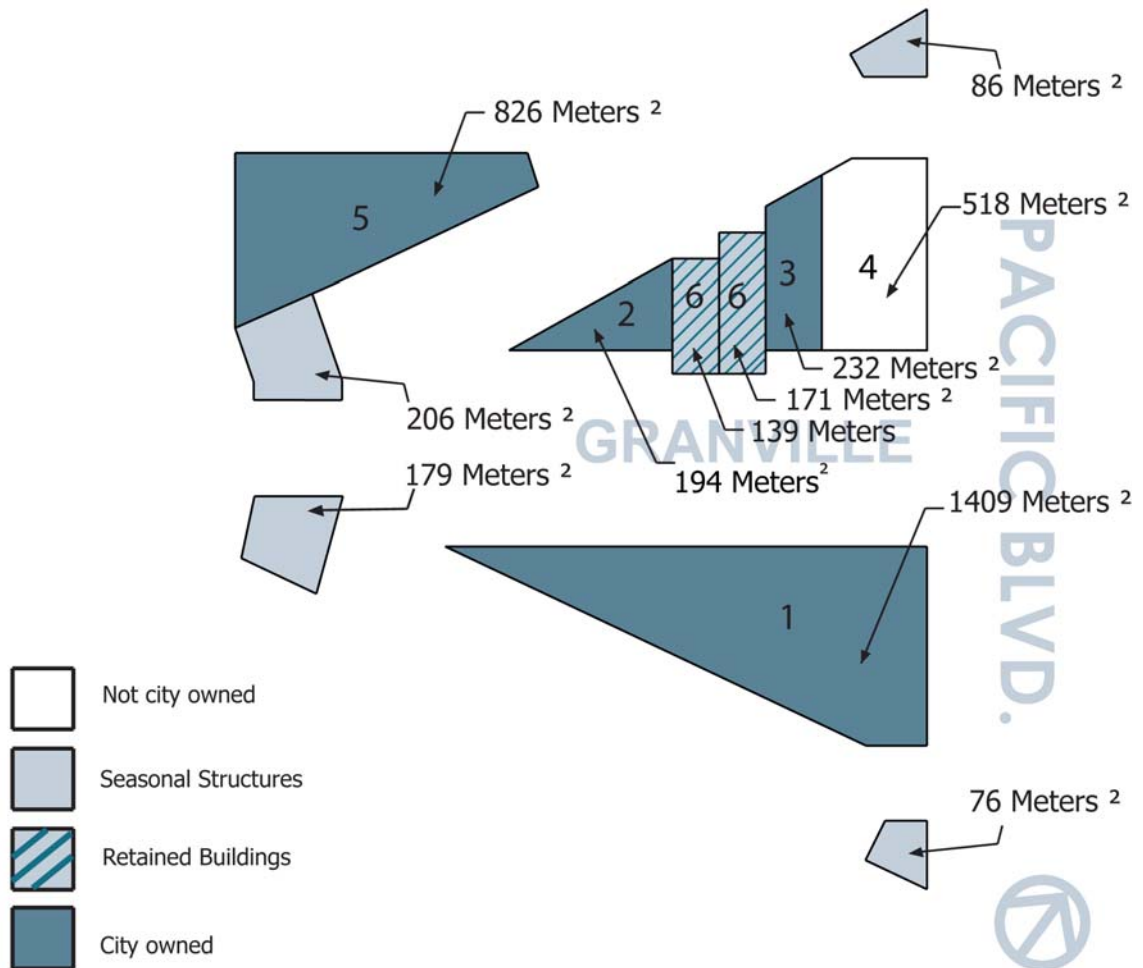 86 Meters ²
826 Meters ²
5
518 Meters ²
4
3
6
6
2
232 Meters ²
171 Meters ²
139 Meters
194 Meters²
206 Meters ²
GRANVILLE
PACIFIC BLVD.
179 Meters ²
1409 Meters ²
1
Not city owned
Seasonal Structures
76 Meters ²
Retained Buildings
City owned